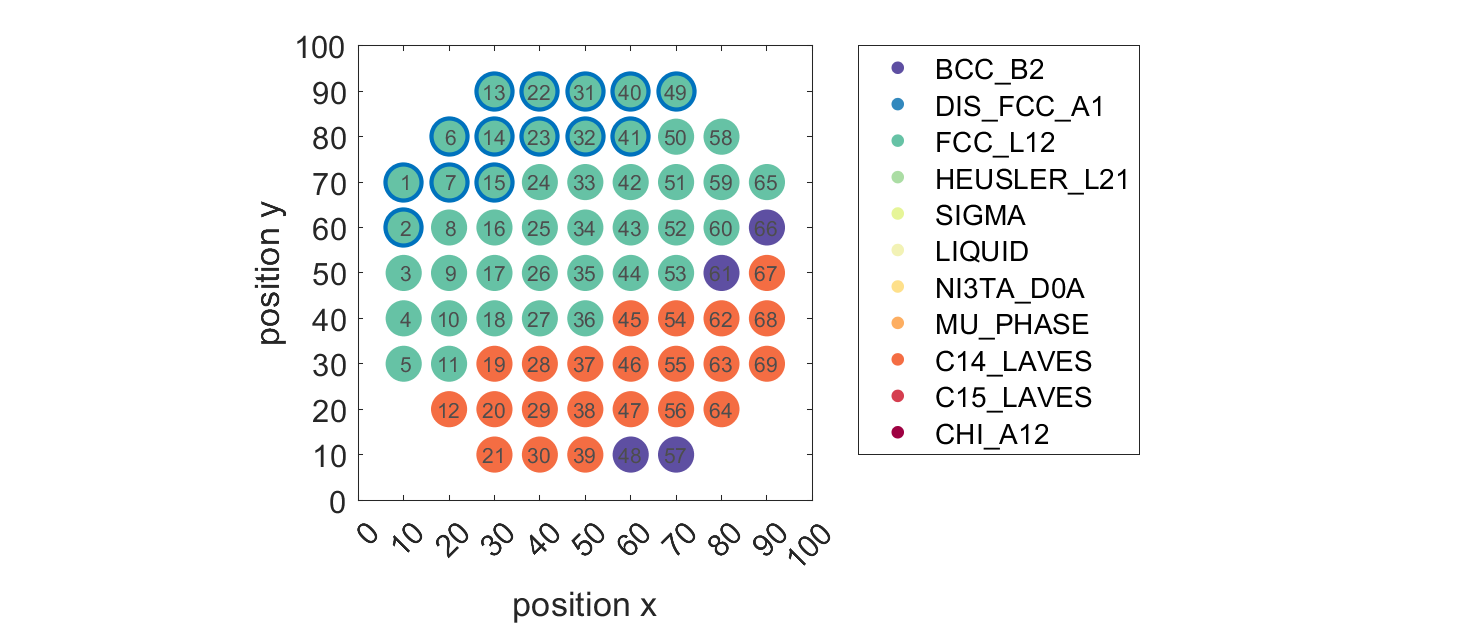 100
90
80
70
60
50
40
30
20
10
0
position y
13 22 31 40 49
6 14 23 32 41 50 58
1 7 15 24 33 42 51 59 65
2 8 16 25 34 43 52 60 66
3 9 17 26 35 44 53 61 67
4 10 18 27 36 45 54 62 68
5 11 19 28 37 46 55 63 69
12 20 29 38 47 56 64
21 30 39 48 57
0 10 20 30 40 50 60 70 80 90 100
position x
BCC_B2
DIS_FCC_A1
FCC_L12
HEUSLER_L21
SIGMA
LIQUID
NI3TA_D0A
MU_PHASE
C14_LAVES
C15_LAVES
CHI_A12